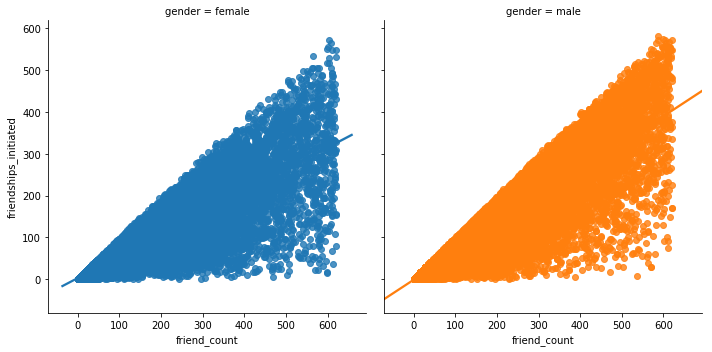 gender = female
gender = male
600
500
400
300
200
100
0
friendships_initiated
0 100 200 300 400 500 600
0 100 200 300 400 500 600
friend_count
friend_count